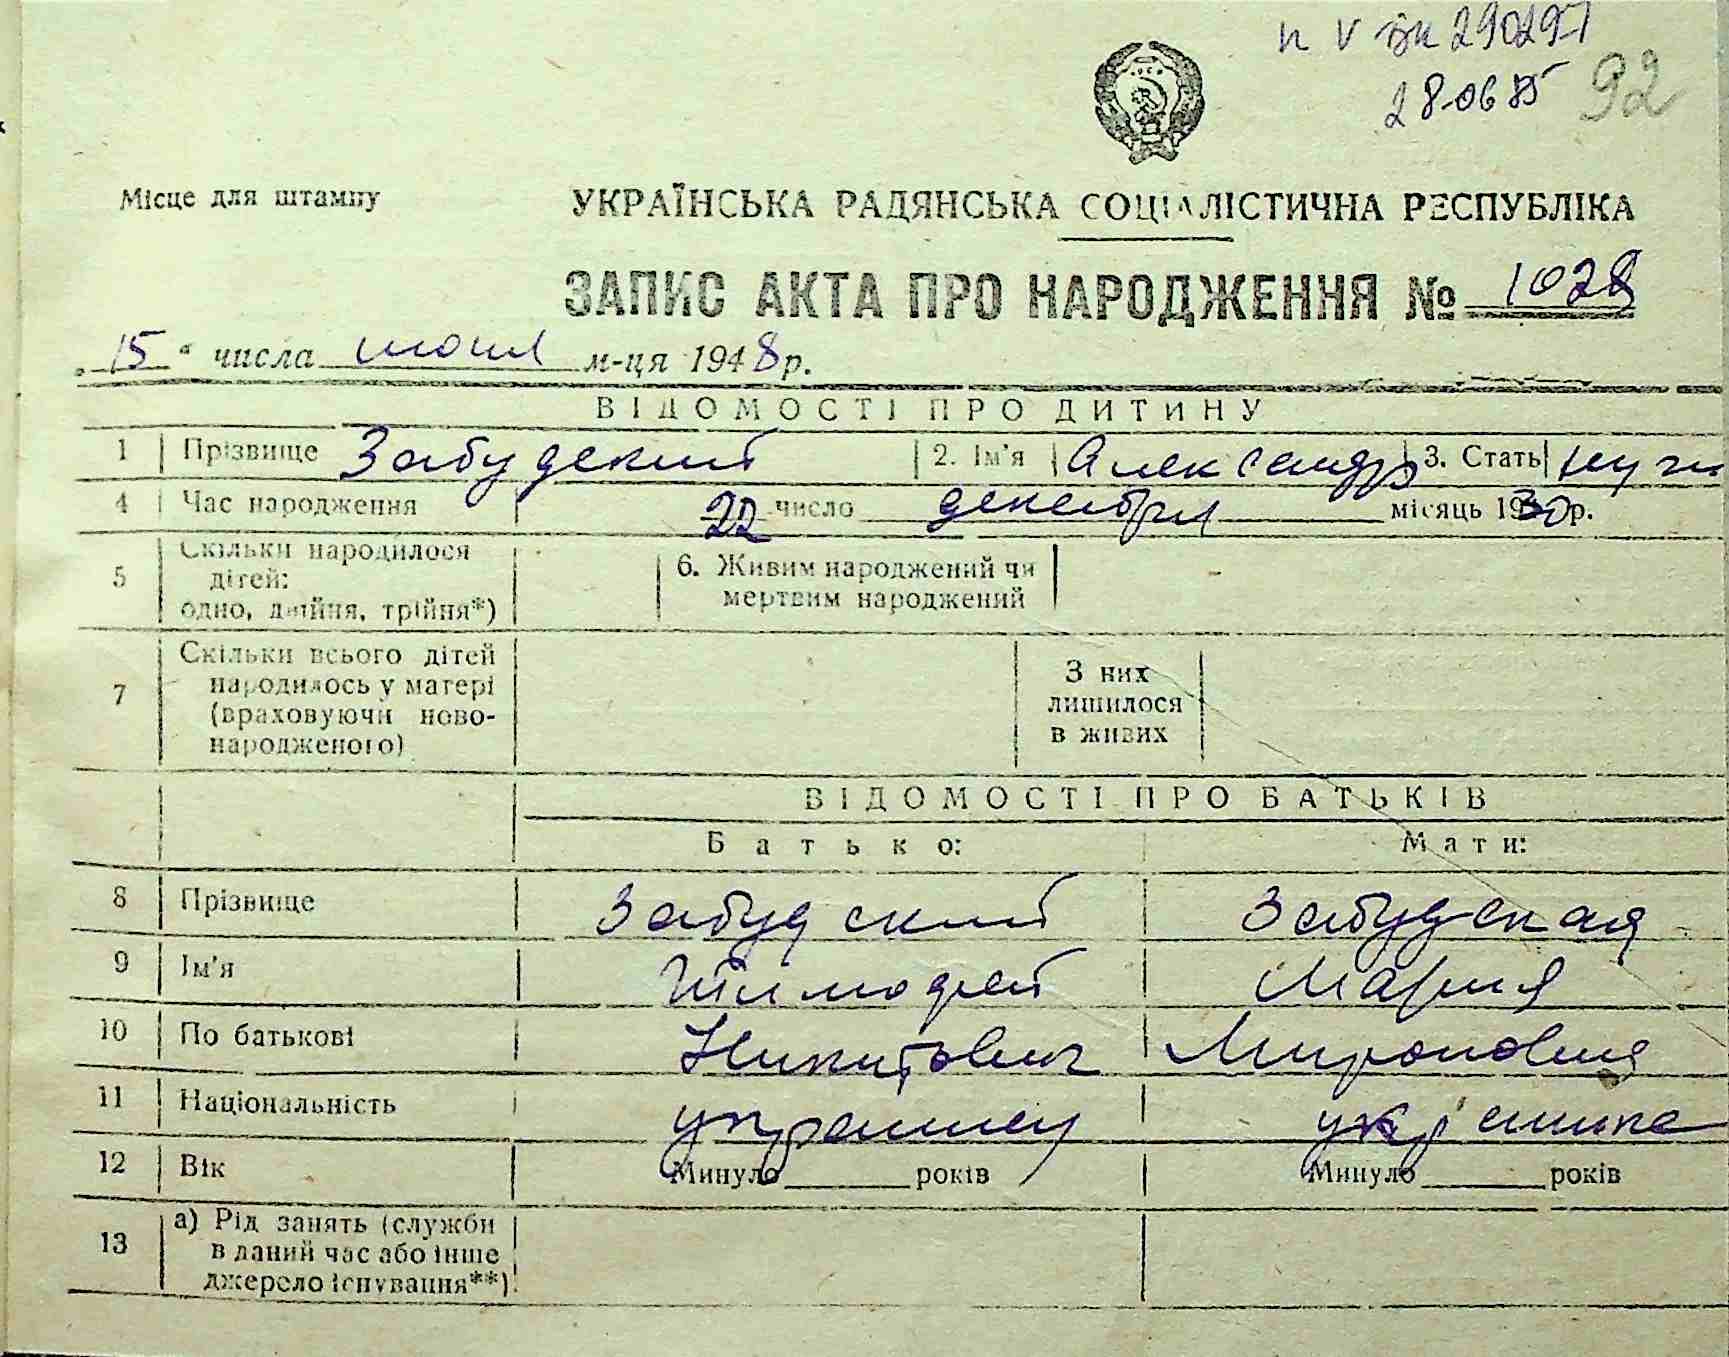 п V вк 290297
28.06.85 92
Місце для штампу
УКРАЇНСЬКА РАДЯНСЬКА СОЦІАЛІСТИЧНА РЕСПУБЛІКА
ЗАПИС АКТА ПРО НАРОДЖЕННЯ № 1028
„15“ числа июня м-ця 1948 р.
ВІДОМОСТІ ПРО ДИТИНУ
1 Прізвище Забудский 2. Ім'я Александр 3. Стать муж
4 Час народження 22 число декабря місяць 1930 р.
5 Скільки народилося дітей: одно, двійня, трійня*) 6. Живим народжений чи мертвим народжений -
7 Скільки всього дітей народилось у матері (враховуючи новонародженого) З них лишилося в живих
ВІДОМОСТІ ПРО БАТЬКІВ
Батько: Мати:
8 Прізвище Забудский Забудская
9 Ім'я Тимофей Мария
10 По батькові Никитович Мироновна
11 Національність украинец украинка
12 Вік Минуло ______ років Минуло ______ років
13 а) Рід занять (служби в даний час або інше джерело існування**)